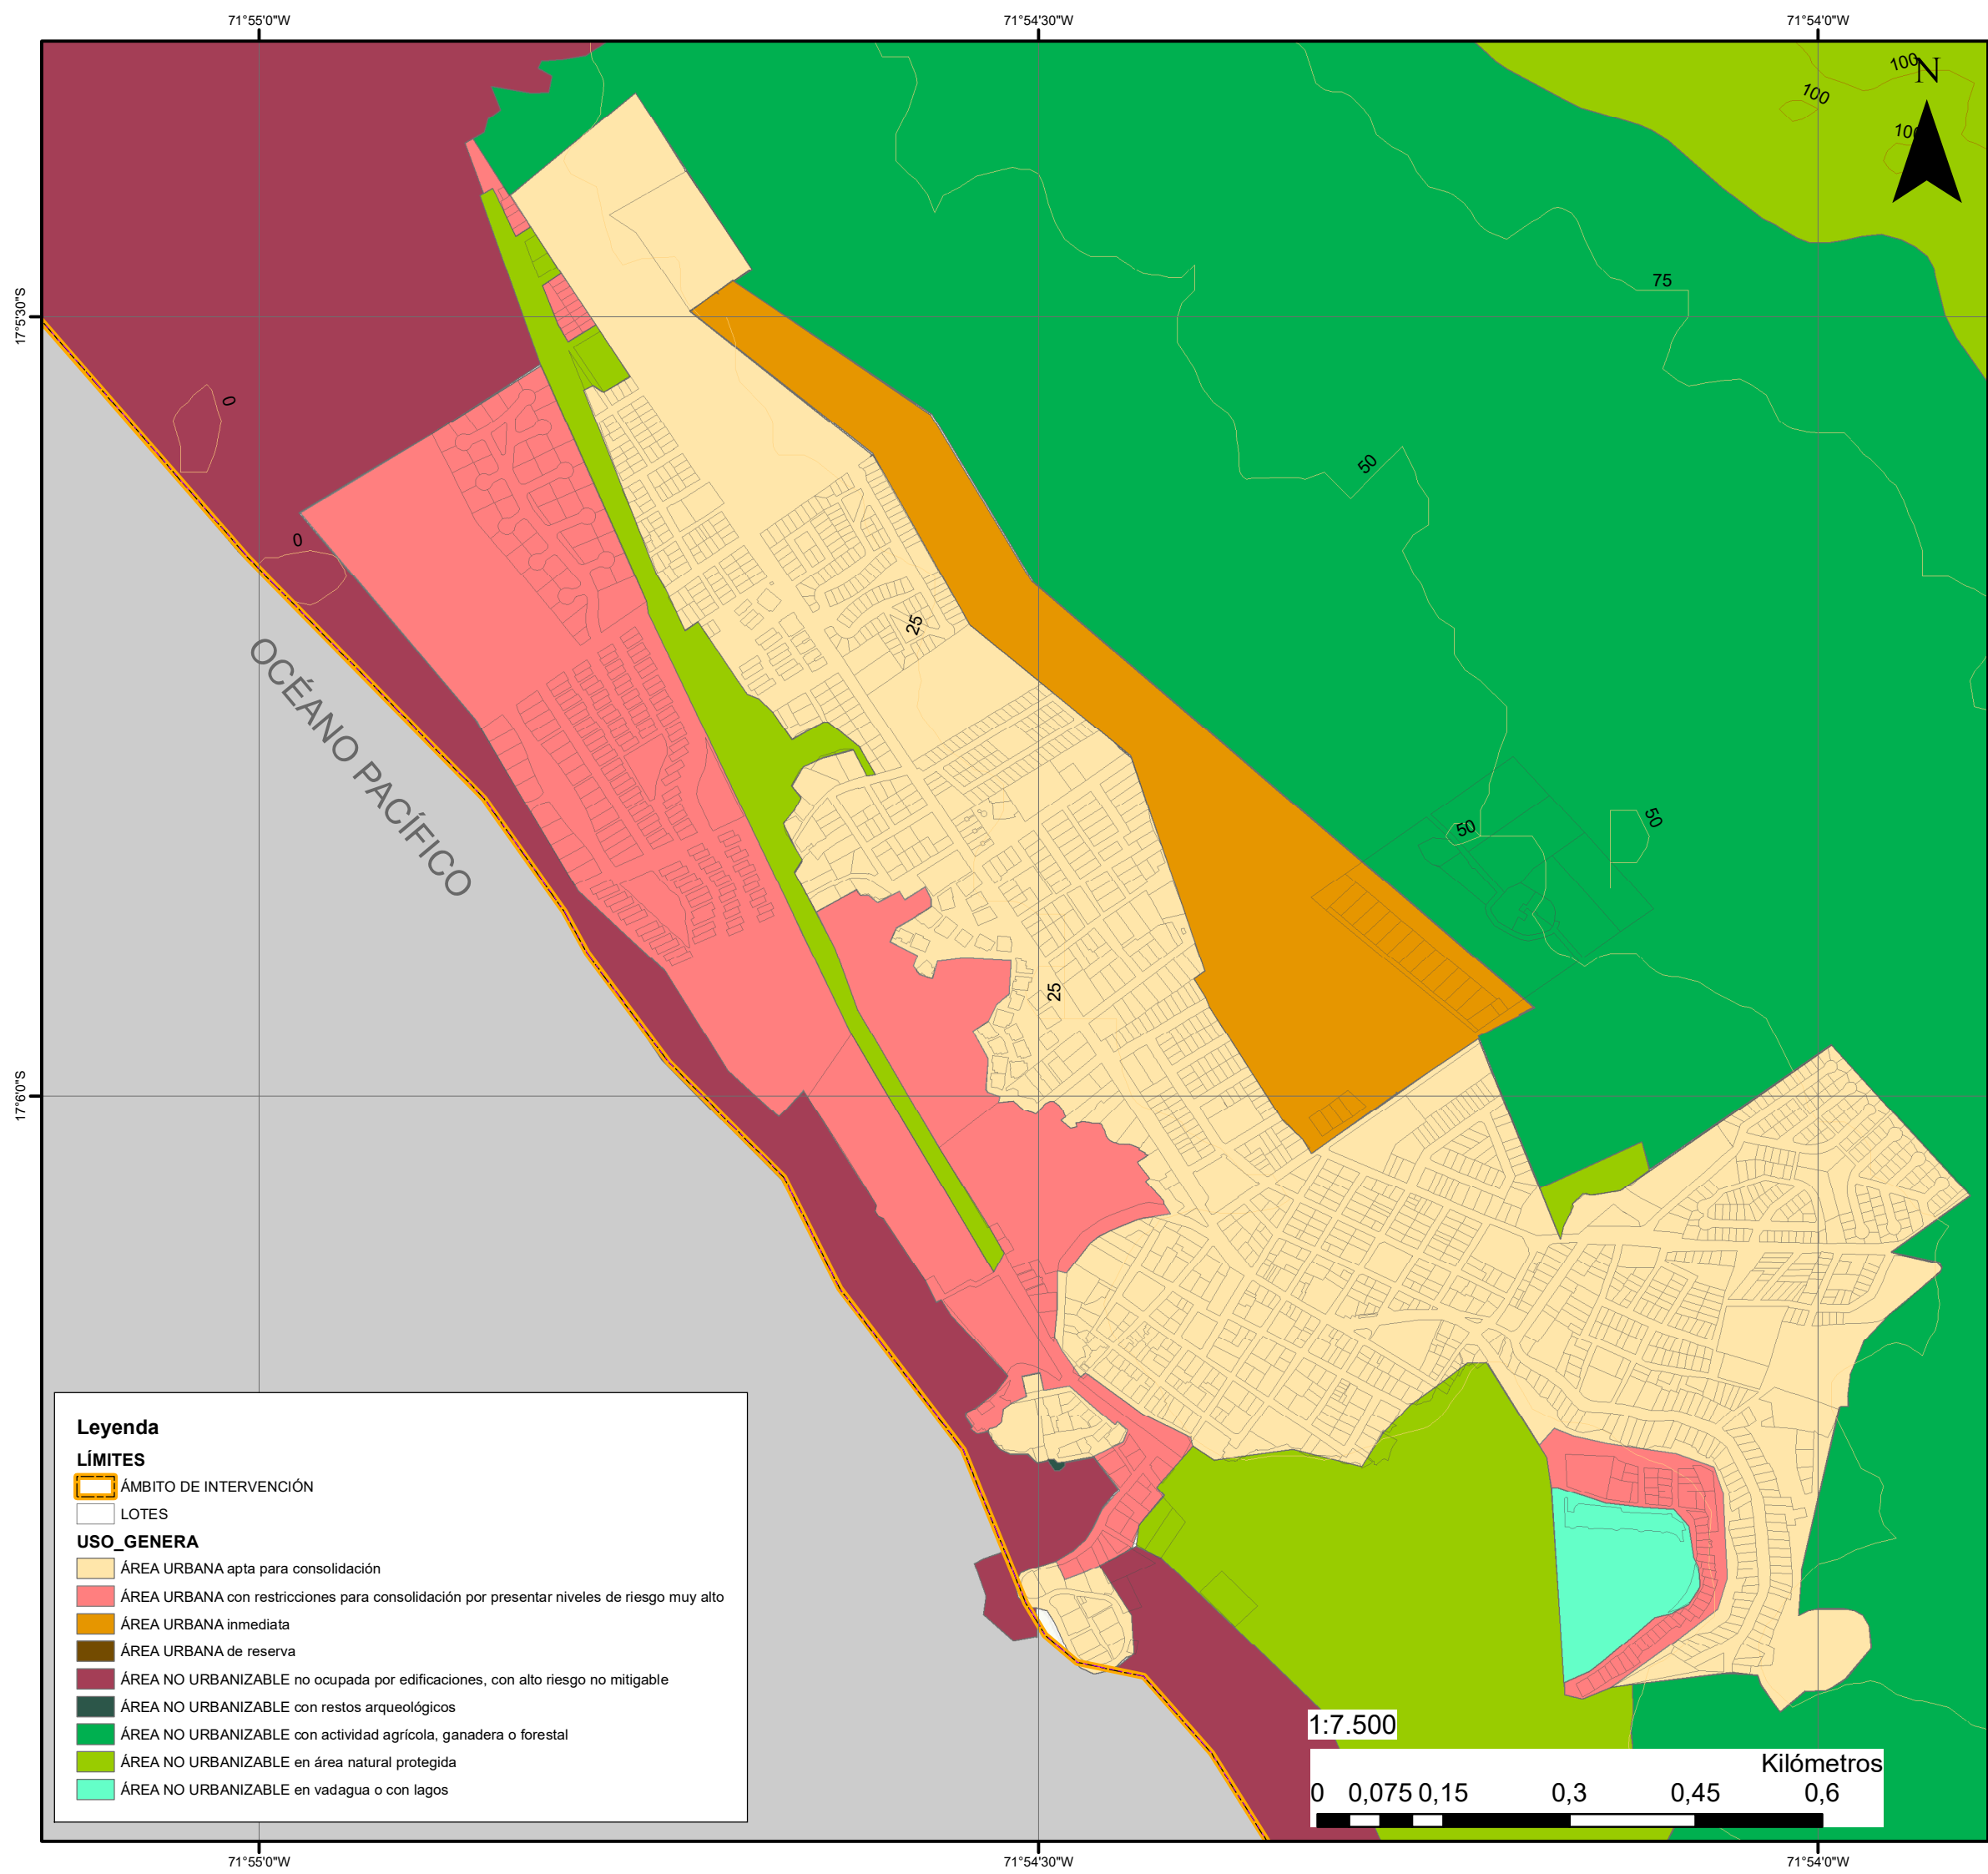 71°55'0"W
71°54'30"W
71°54'0"W
100
N
100
100
75
17°5'30"S
0
50
0
25
OCÉANO PACÍFICO
50
50
25
17°6'0"S
Leyenda
LÍMITES
ÁMBITO DE INTERVENCIÓN
LOTES
USO_GENERA
ÁREA URBANA apta para consolidación
ÁREA URBANA con restricciones para consolidación por presentar niveles de riesgo muy alto
ÁREA URBANA inmediata
ÁREA URBANA de reserva
ÁREA NO URBANIZABLE no ocupada por edificaciones, con alto riesgo no mitigable
ÁREA NO URBANIZABLE con restos arqueológicos
ÁREA NO URBANIZABLE con actividad agrícola, ganadera o forestal
ÁREA NO URBANIZABLE en área natural protegida
ÁREA NO URBANIZABLE en vadagua o con lagos
1:7.500
Kilómetros
0 0,075 0,15 0,3 0,45 0,6
71°55'0"W
71°54'30"W
71°54'0"W